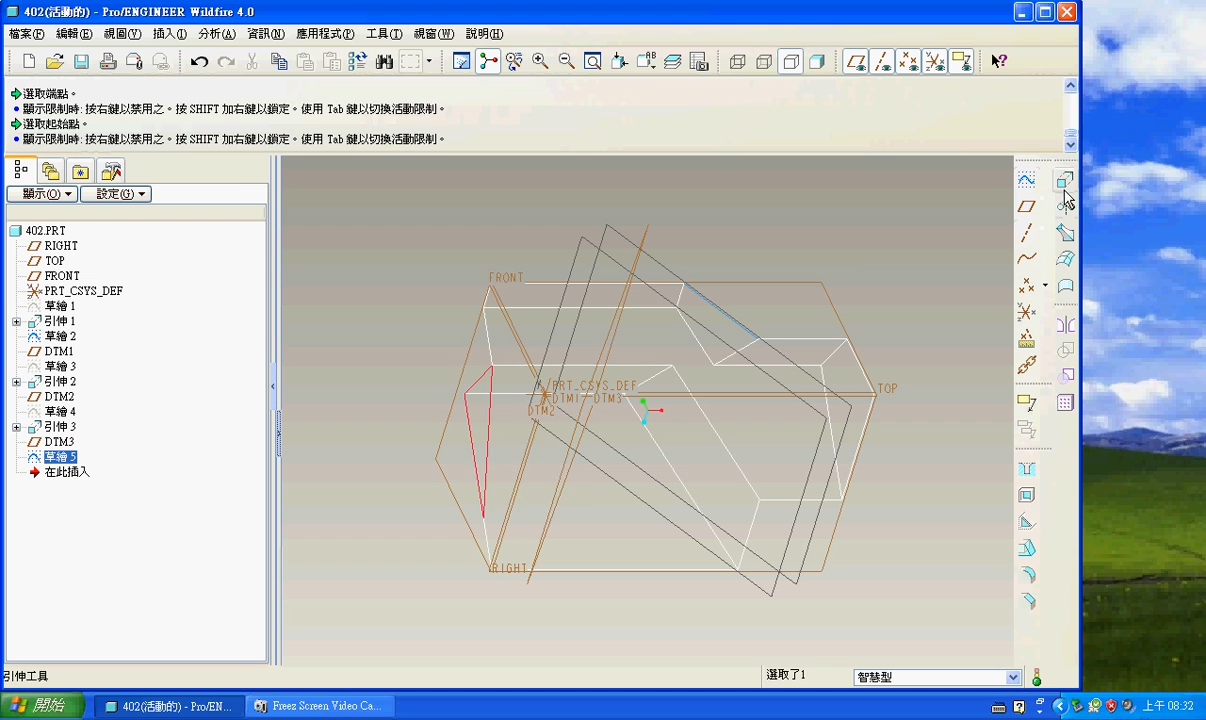 402(活動的) - Pro/ENGINEER Wildfire 4.0
檔案(F) 編輯(E) 視圖(V) 插入(I) 分析(A) 資訊(N) 應用程式(P) 工具(T) 視窗(W) 說明(H)
選取端點。
顯示限制時: 按右鍵以禁用之。按 SHIFT 加右鍵以鎖定。使用 Tab 鍵以切換活動限制。
選取起始點。
顯示限制時: 按右鍵以禁用之。按 SHIFT 加右鍵以鎖定。使用 Tab 鍵以切換活動限制。
顯示(O) 設定(G)
402.PRT
RIGHT
TOP
FRONT
PRT_CSYS_DEF
草繪 1
引伸 1
草繪 2
DTM1
草繪 3
引伸 2
DTM2
草繪 4
引伸 3
DTM3
草繪 5
在此插入
FRONT
PRT_CSYS_DEF
TOP
DTM1
DTM3
DTM2
RIGHT
引伸工具
選取了1
智慧型
開始
402(活動的) - Pro/EN...
Freez Screen Video Ca...
上午 08:32